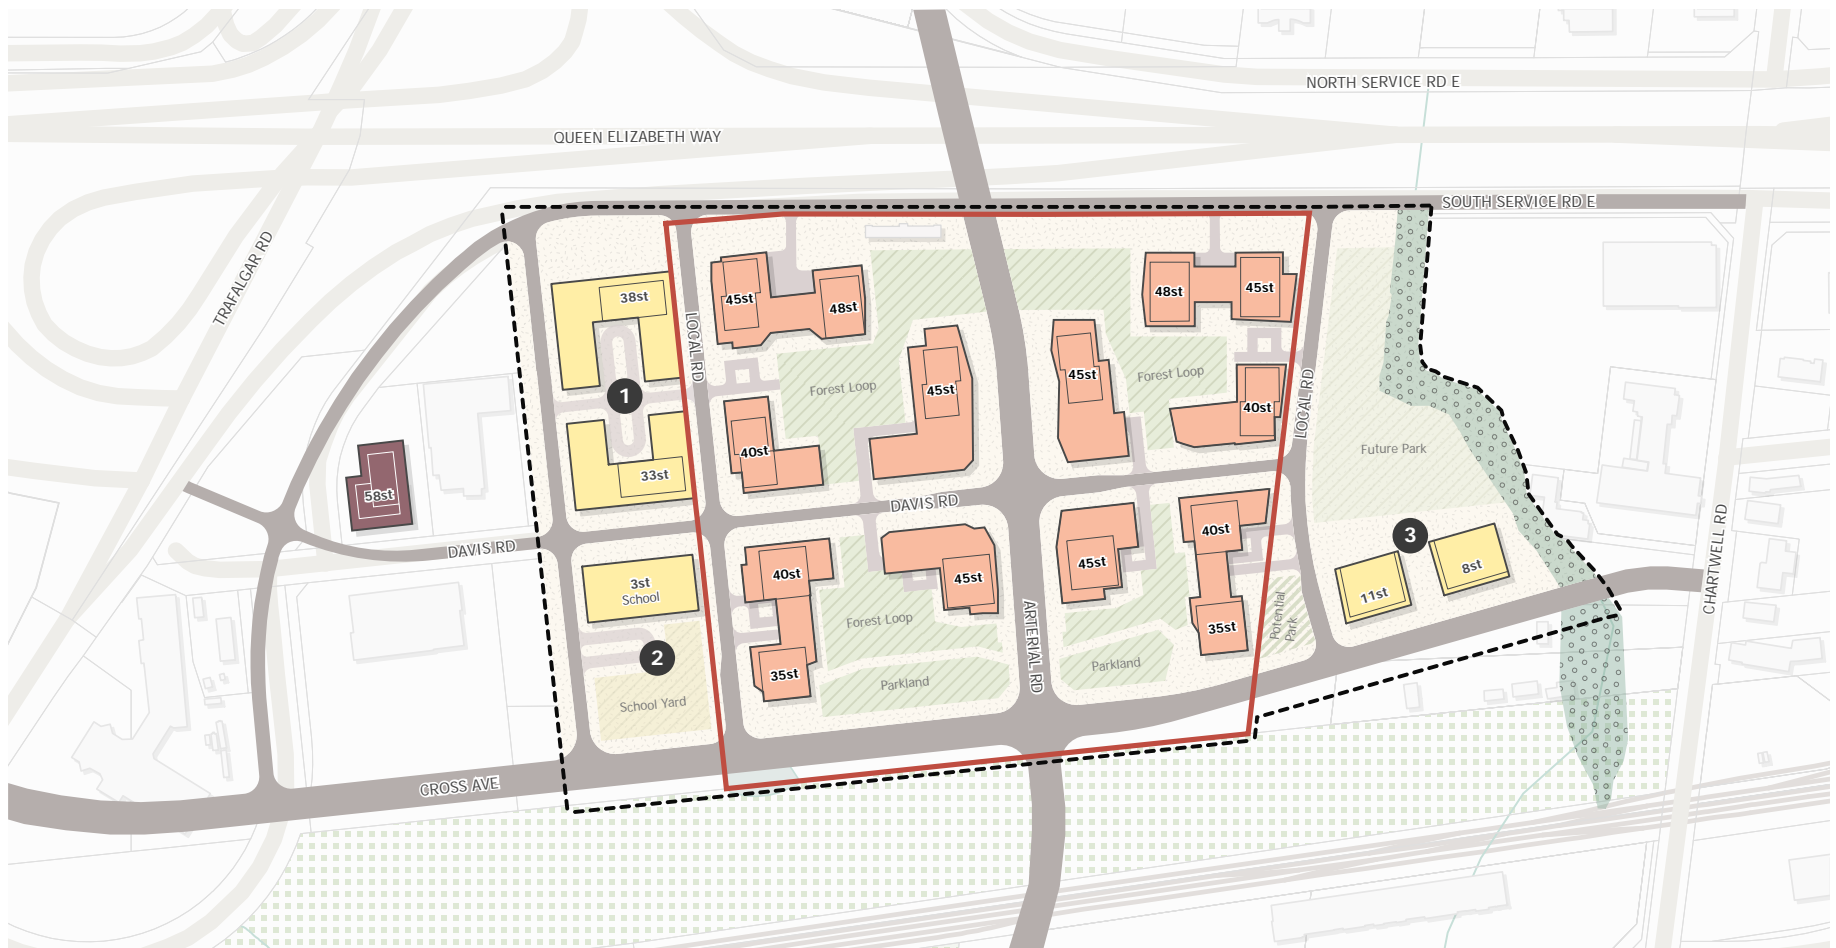 NORTH SERVICE RD E
QUEEN ELIZABETH WAY
SOUTH SERVICE RD E
TRAFALGAR RD
38st
45st
48st
48st
45st
LOCAL RD
Forest Loop
45st
45st
Forest Loop
LOCAL RD
1
40st
40st
33st
Future Park
58st
DAVIS RD
DAVIS RD
CHARTWELL RD
40st
45st
45st
40st
3
11st
8st
3st
School
Forest Loop
ARTERIAL RD
35st
Potential
Park
2
35st
Parkland
Parkland
School Yard
CROSS AVE